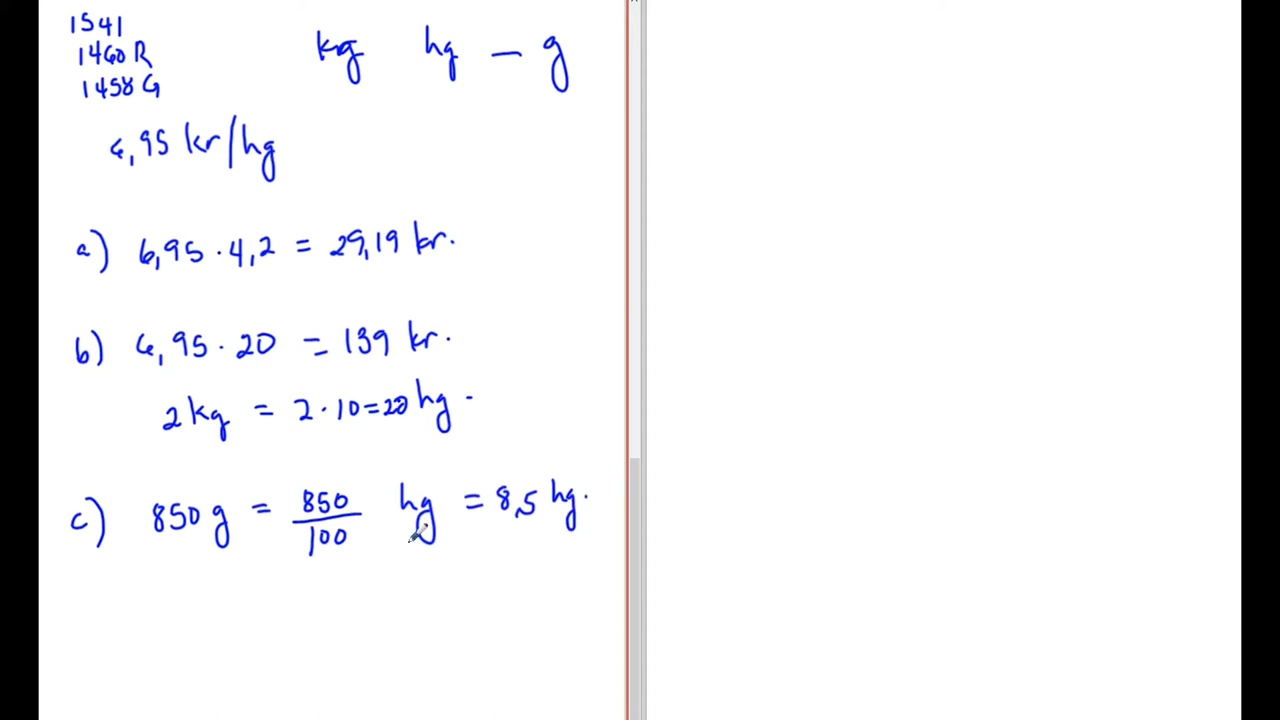 1541
1460 R
1458 G
kg hg — g
6,95 kr/hg
a) 6,95 · 4,2 = 29,19 kr.
b) 6,95 · 20 = 139 kr.
2 kg = 2 · 10 = 20 hg.
c) 850 g = 850/100 hg = 8,5 hg.